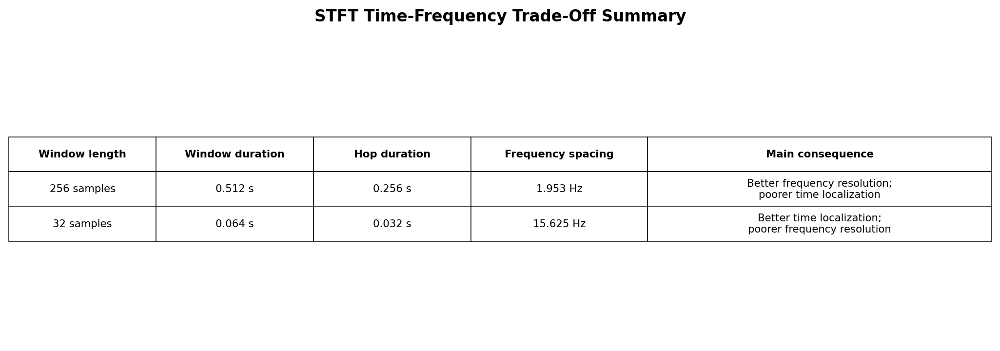 STFT Time-Frequency Trade-Off Summary
Window length Window duration Hop duration Frequency spacing Main consequence
256 samples 0.512 s 0.256 s 1.953 Hz Better frequency resolution;
poorer time localization
32 samples 0.064 s 0.032 s 15.625 Hz Better time localization;
poorer frequency resolution